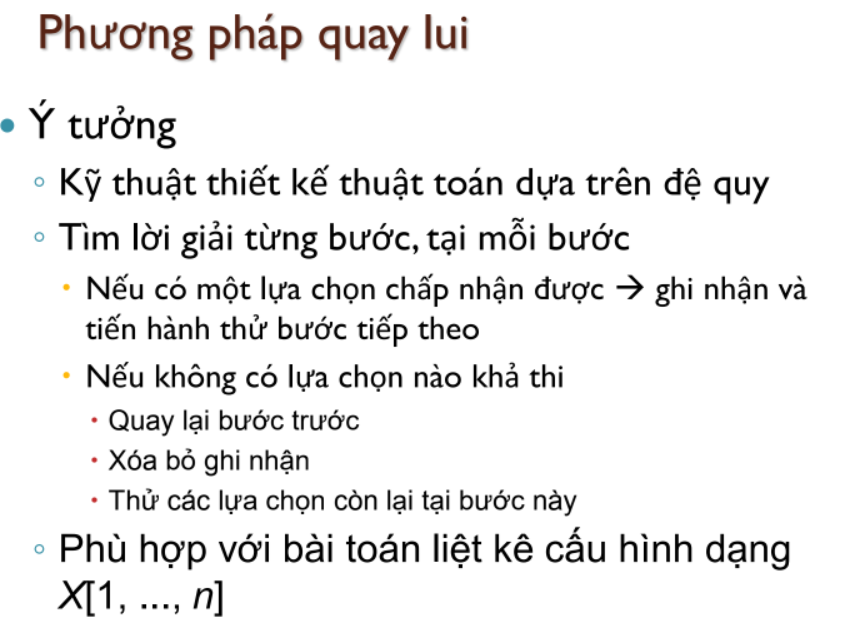 Phương pháp quay lui
• Ý tưởng
◦ Kỹ thuật thiết kế thuật toán dựa trên đệ quy
◦ Tìm lời giải từng bước, tại mỗi bước
• Nếu có một lựa chọn chấp nhận được → ghi nhận và
tiến hành thử bước tiếp theo
• Nếu không có lựa chọn nào khả thi
• Quay lại bước trước
• Xóa bỏ ghi nhận
• Thử các lựa chọn còn lại tại bước này
◦ Phù hợp với bài toán liệt kê cấu hình dạng
X[1, ..., n]